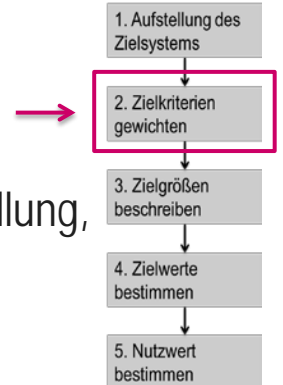 1. Aufstellung des
Zielsystems
2. Zielkriterien
gewichten
llung,
3. Zielgrößen
beschreiben
4. Zielwerte
bestimmen
5. Nutzwert
bestimmen